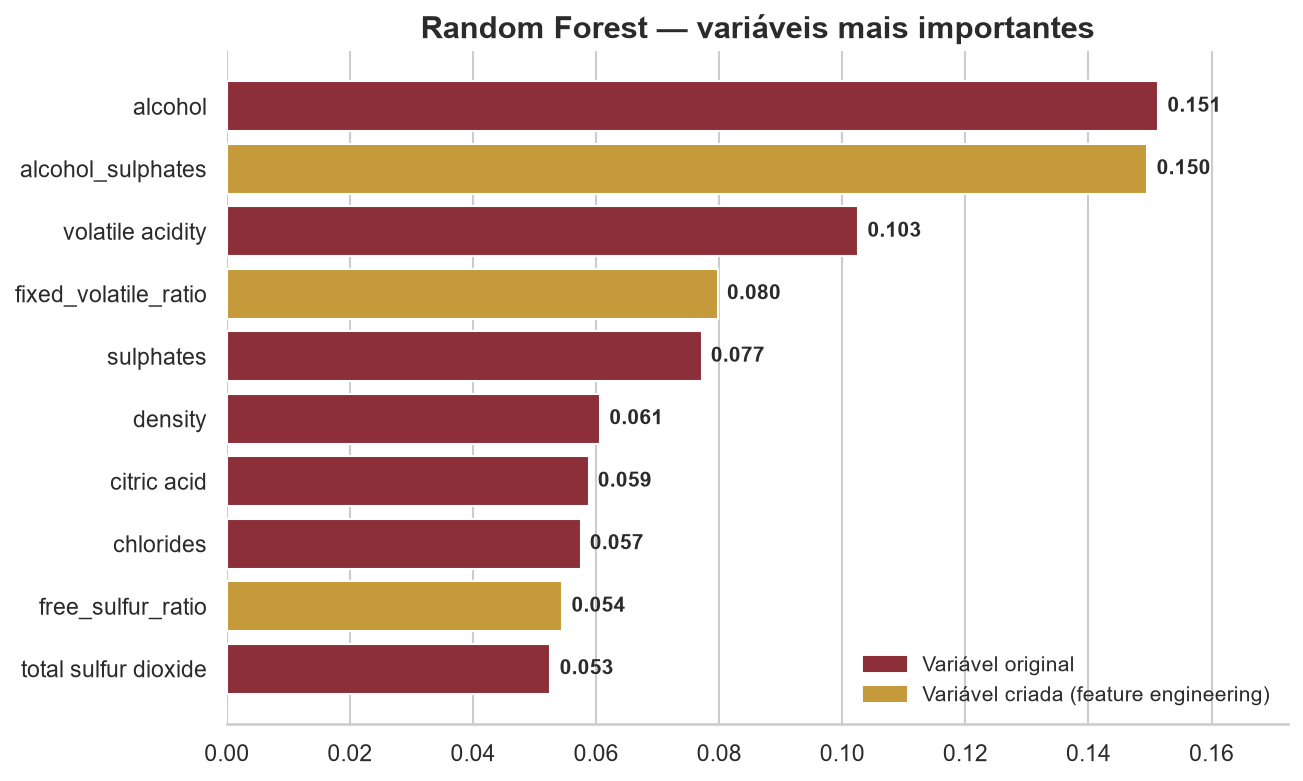 Random Forest — variáveis mais importantes
alcohol
0.151
alcohol_sulphates
0.150
volatile acidity
0.103
fixed_volatile_ratio
0.080
sulphates
0.077
density
0.061
citric acid
0.059
chlorides
0.057
free_sulfur_ratio
0.054
total sulfur dioxide
0.053
Variável original
Variável criada (feature engineering)
0.00 0.02 0.04 0.06 0.08 0.10 0.12 0.14 0.16